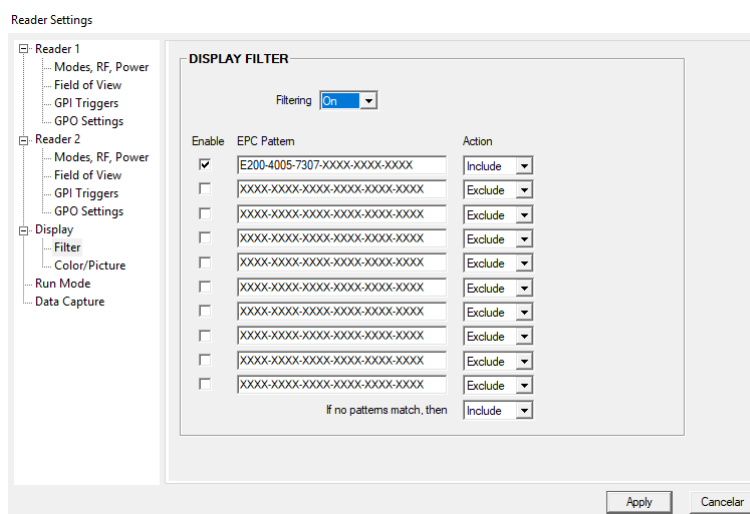 Reader Settings
Reader 1
Modes, RF, Power
Field of View
GPI Triggers
GPO Settings
Reader 2
Modes, RF, Power
Field of View
GPI Triggers
GPO Settings
Display
Filter
Color/Picture
Run Mode
Data Capture
DISPLAY FILTER
Filtering On
Enable EPC Pattern Action
E200-4005-7307-XXXX-XXXX-XXXX Include
XXXX-XXXX-XXXX-XXXX-XXXX-XXXX Exclude
XXXX-XXXX-XXXX-XXXX-XXXX-XXXX Exclude
XXXX-XXXX-XXXX-XXXX-XXXX-XXXX Exclude
XXXX-XXXX-XXXX-XXXX-XXXX-XXXX Exclude
XXXX-XXXX-XXXX-XXXX-XXXX-XXXX Exclude
XXXX-XXXX-XXXX-XXXX-XXXX-XXXX Exclude
XXXX-XXXX-XXXX-XXXX-XXXX-XXXX Exclude
XXXX-XXXX-XXXX-XXXX-XXXX-XXXX Exclude
XXXX-XXXX-XXXX-XXXX-XXXX-XXXX Exclude
If no patterns match, then Include
Apply Cancelar